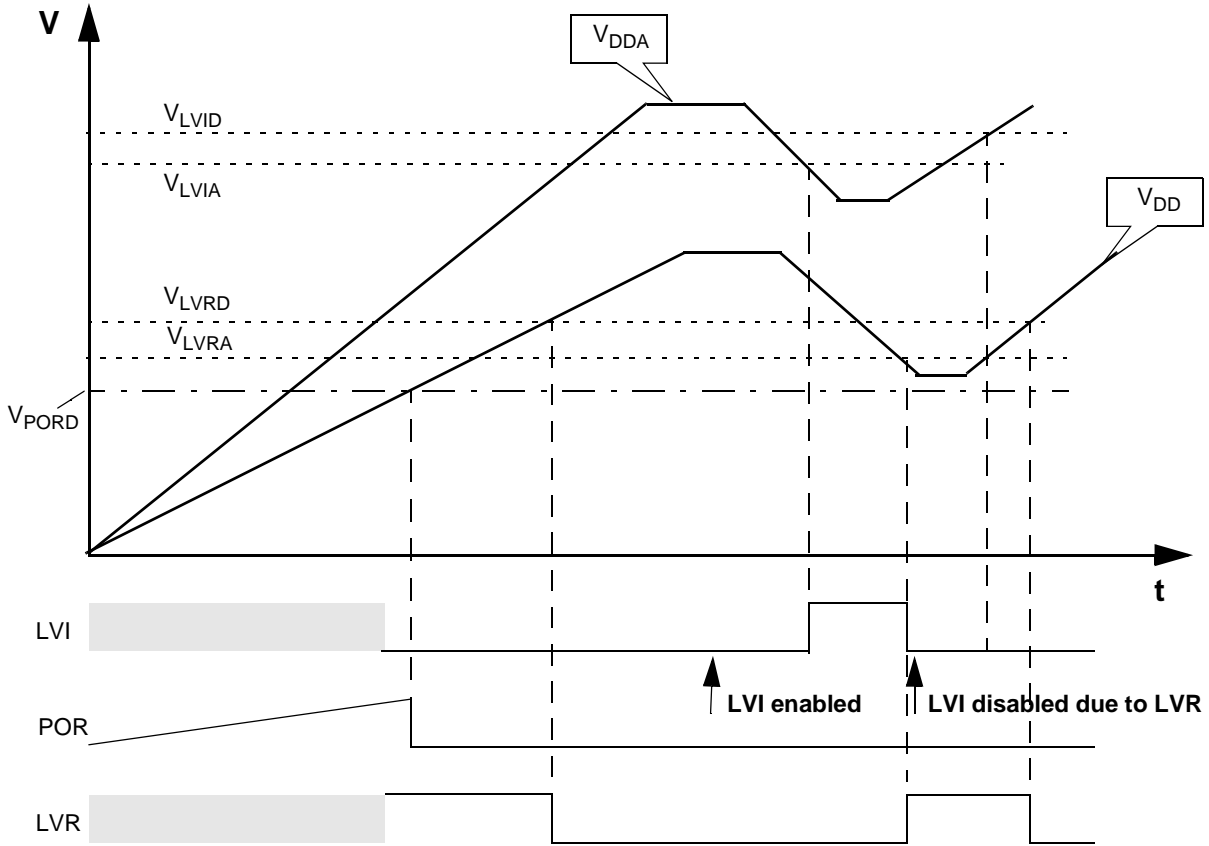 V
VDDA
VLVID
VLVIA
VDD
VLVRD
VLVRA
VPORD
t
LVI
LVI enabled
LVI disabled due to LVR
POR
LVR